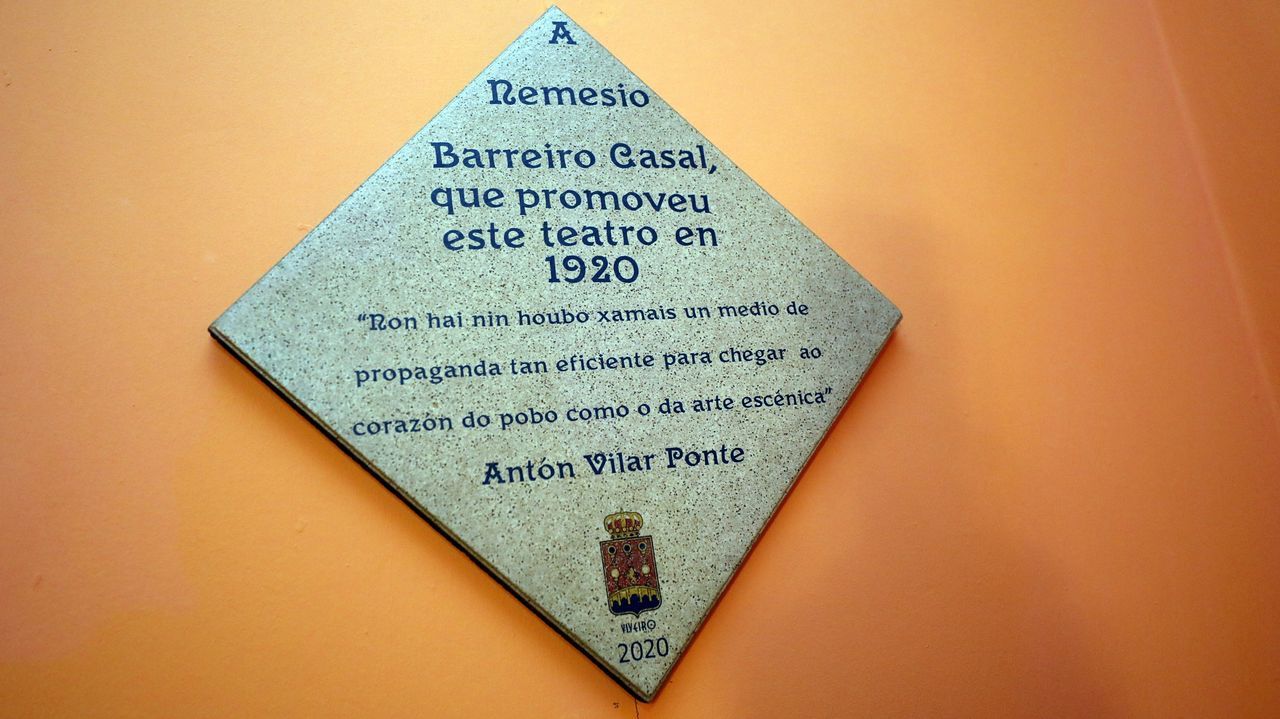 A
Nemesio
Barreiro Casal,
que promoveu
este teatro en
1920
“Non hai nin houbo xamais un medio de
propaganda tan eficiente para chegar ao
corazón do pobo como o da arte escénica”
Antón Vilar Ponte
VIVEIRO
2020